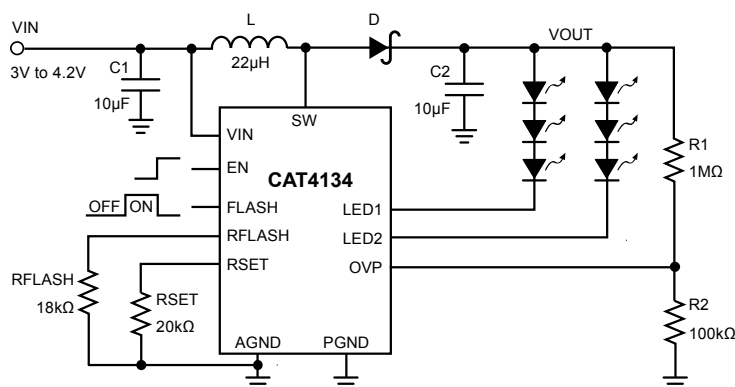 VIN
L
D
VOUT
3V to 4.2V
C1
10µF
22µH
C2
10µF
SW
VIN
EN
CAT4134
OFF ON
FLASH
LED1
RFLASH
LED2
RSET
OVP
R1
1MΩ
RFLASH
18kΩ
RSET
20kΩ
R2
100kΩ
AGND
PGND